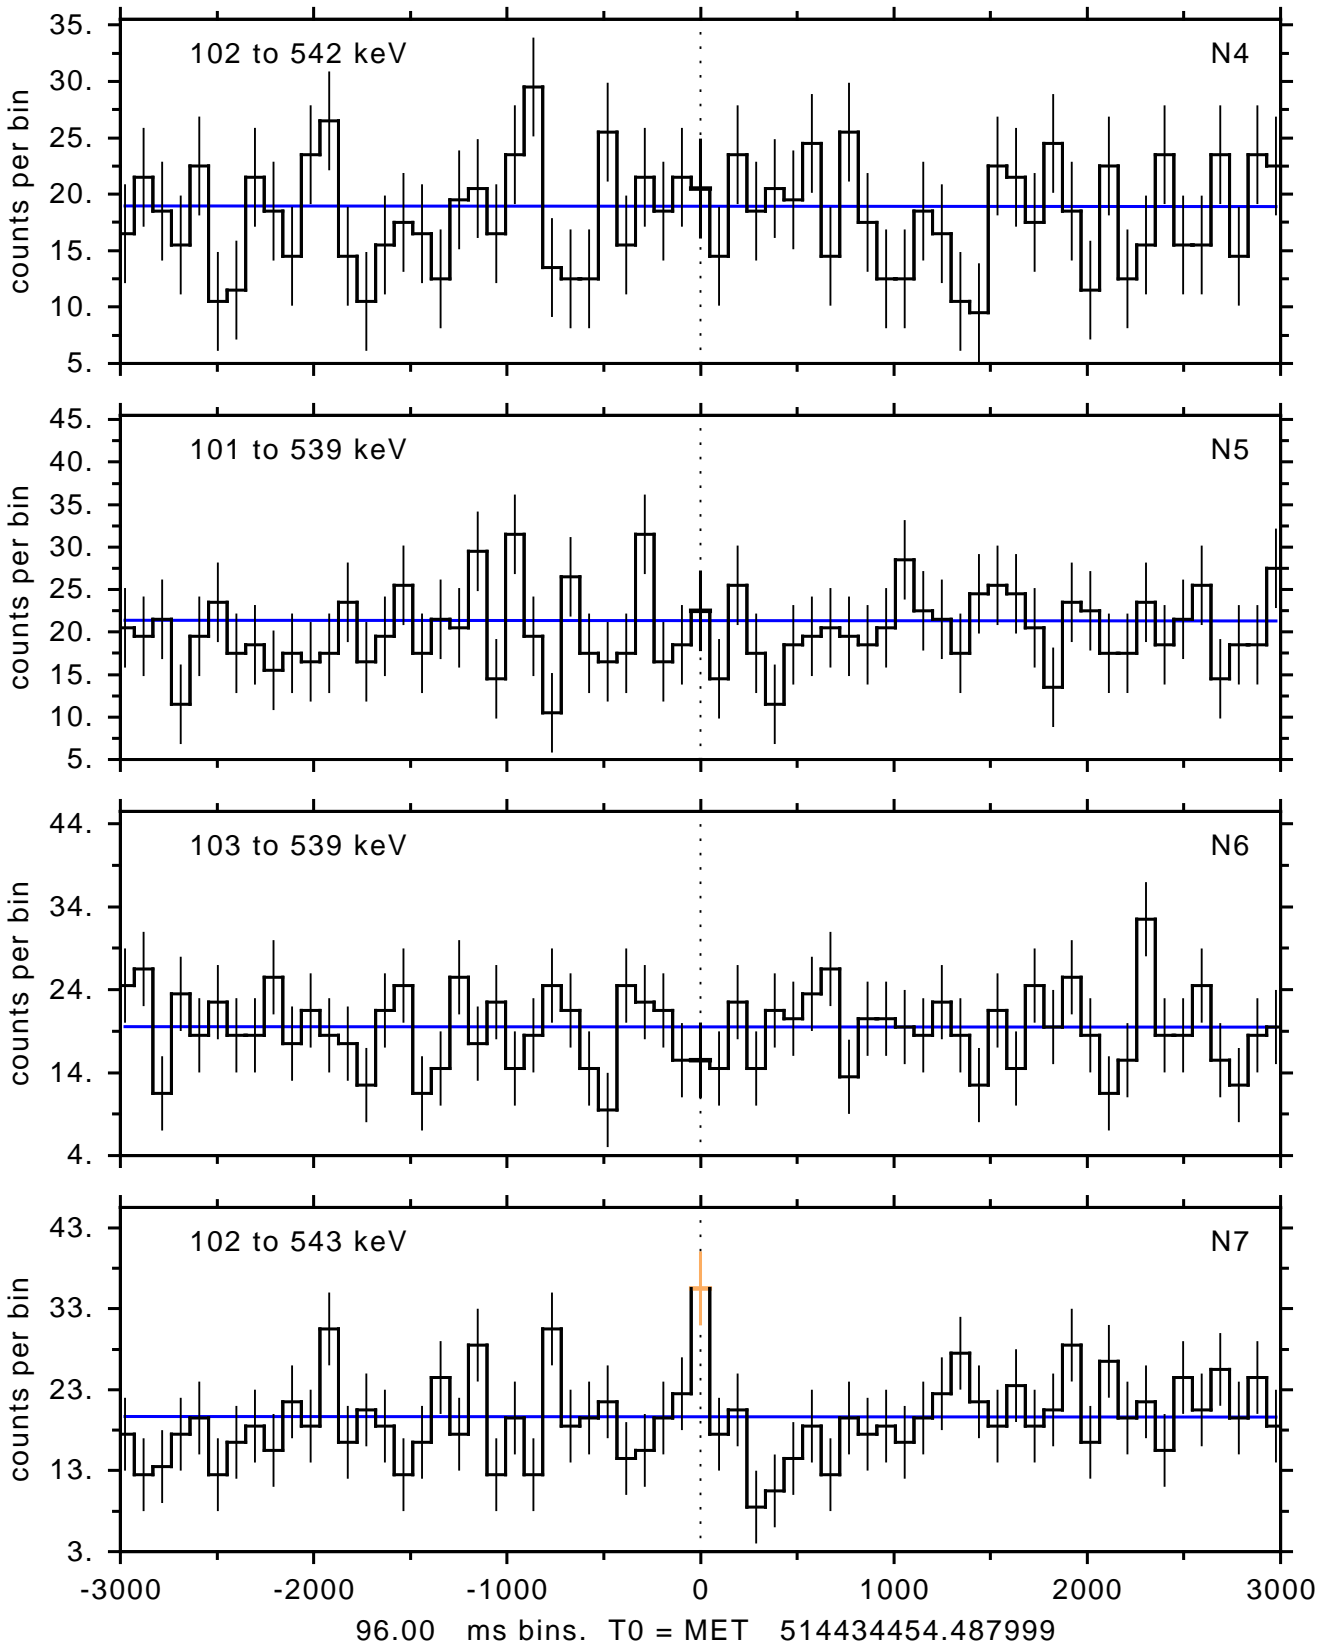 35.
102 to 542 keV N4
30.
25.
20.
15.
10.
5.
counts per bin
45.
101 to 539 keV N5
40.
35.
30.
25.
20.
15.
10.
5.
counts per bin
44.
103 to 539 keV N6
34.
24.
14.
4.
counts per bin
43.
102 to 543 keV N7
33.
23.
13.
3.
counts per bin
-3000 -2000 -1000 0 1000 2000 3000
96.00 ms bins. T0 = MET 514434454.487999